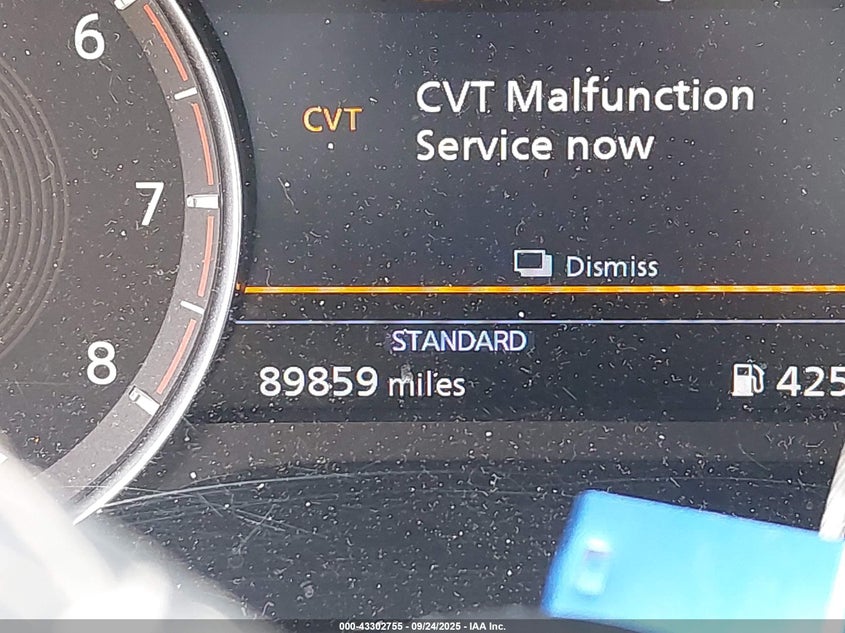 6
7
8
CVT
CVT Malfunction
Service now
Dismiss
STANDARD
89859 miles
425
000-43302755 - 09/24/2025 - IAA Inc.